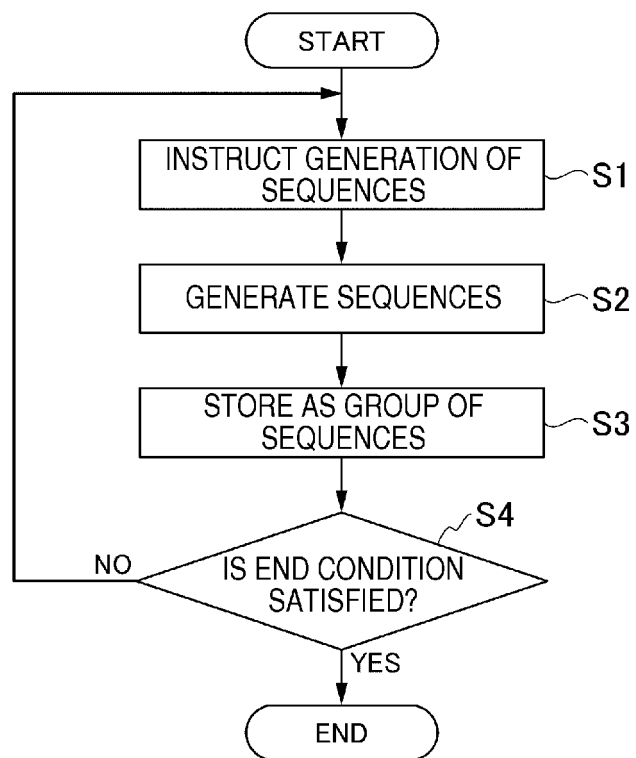 START
INSTRUCT GENERATION OF
SEQUENCES
S1
GENERATE SEQUENCES
S2
STORE AS GROUP OF
SEQUENCES
S3
S4
IS END CONDITION
SATISFIED?
NO
YES
END